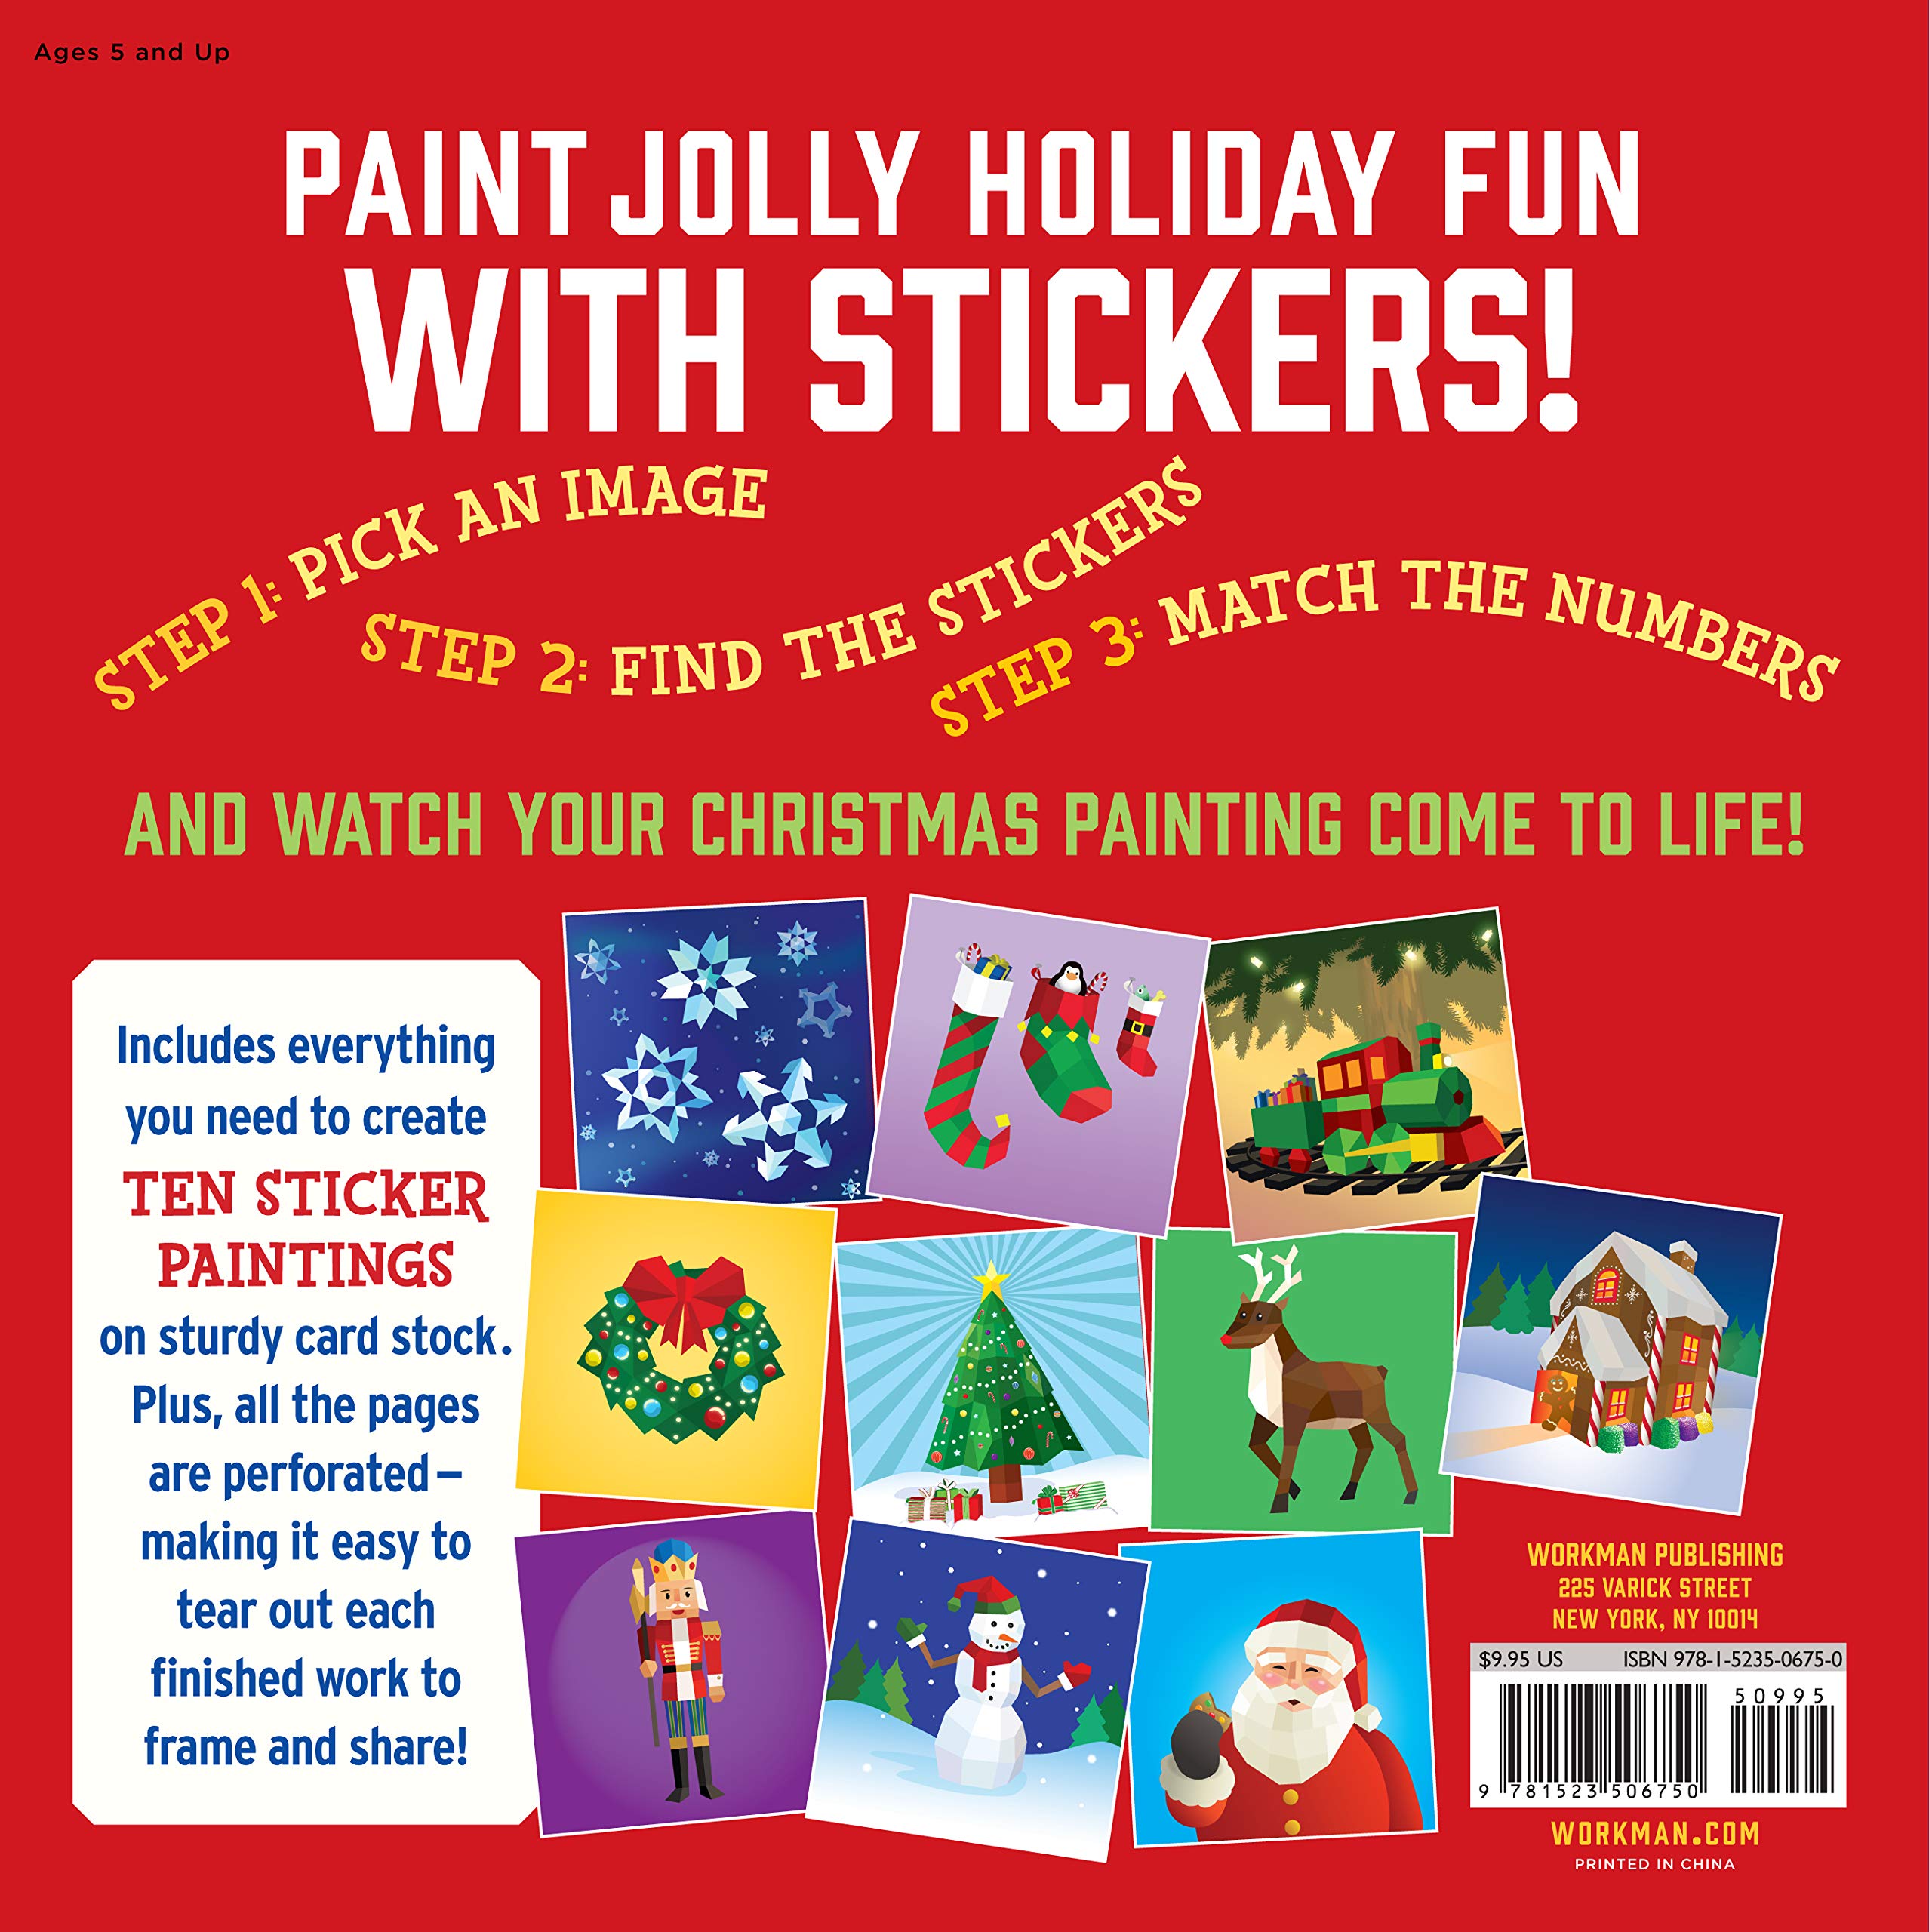 Ages 5 and Up
PAINT JOLLY HOLIDAY FUN
WITH STICKERS!
STEP 1: PICK AN IMAGE
STEP 2: FIND THE STICKERS
STEP 3: MATCH THE NUMBERS
AND WATCH YOUR CHRISTMAS PAINTING COME TO LIFE!
Includes everything
you need to create
TEN STICKER
PAINTINGS
on sturdy card stock.
Plus, all the pages
are perforated—
making it easy to
tear out each
finished work to
frame and share!
WORKMAN PUBLISHING
225 VARICK STREET
NEW YORK, NY 10014
$9.95 US ISBN 978-1-5235-0675-0
50995
9 781523 506750
WORKMAN.COM
PRINTED IN CHINA